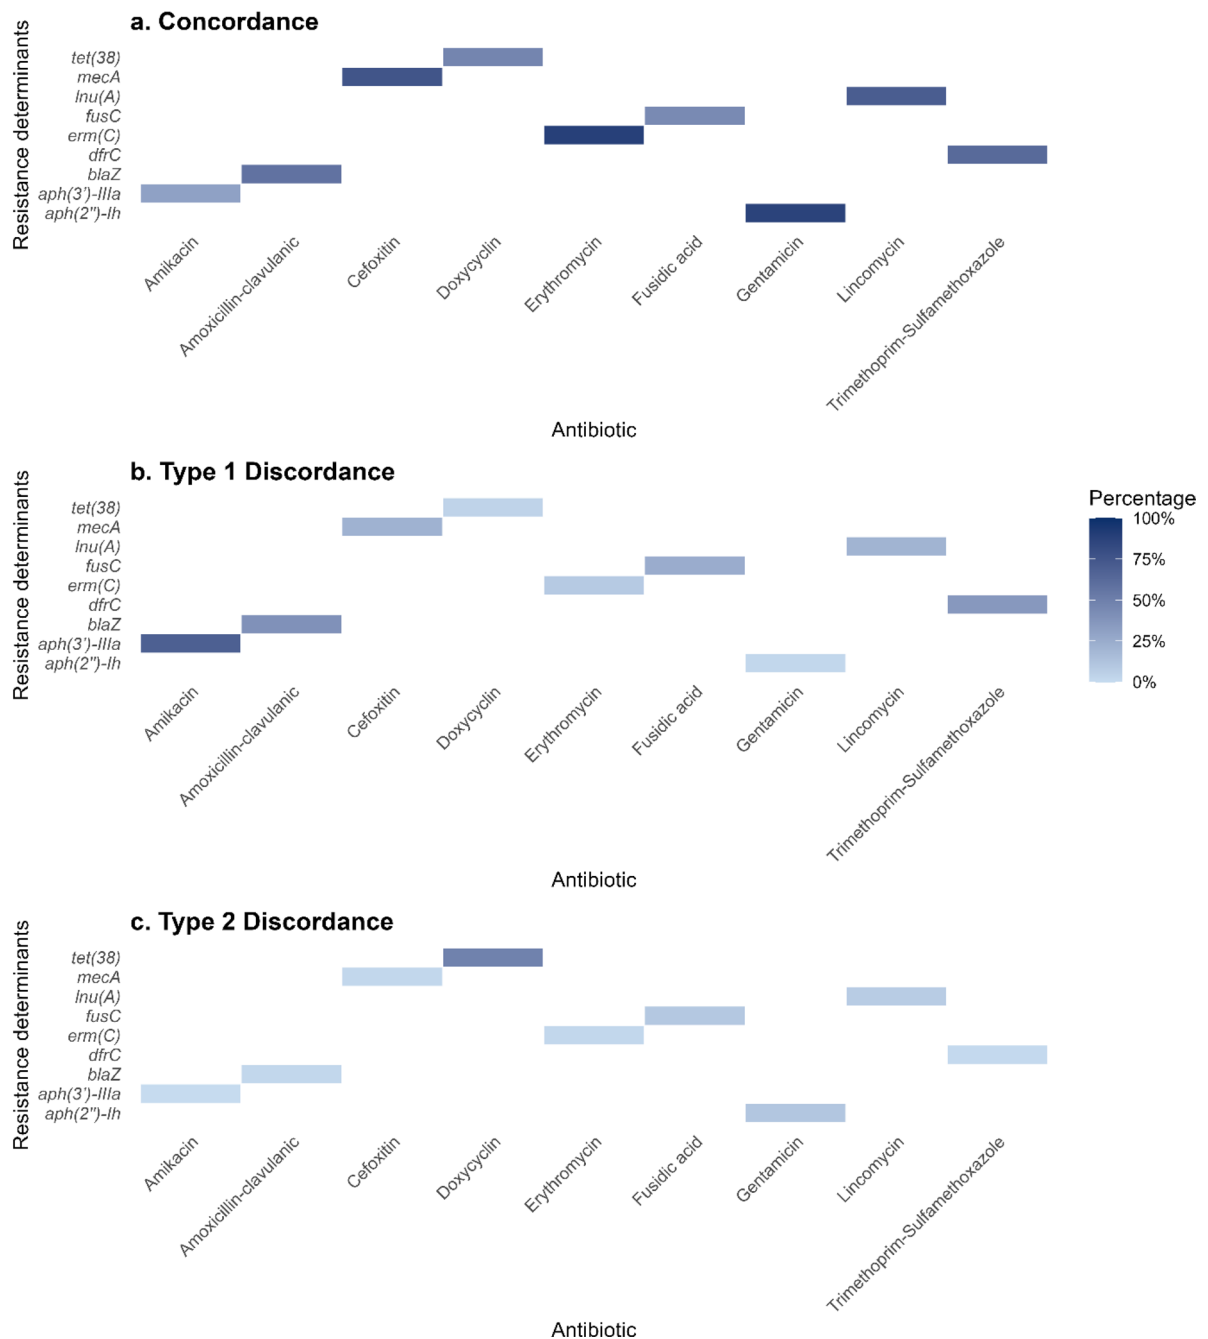 a. Concordance
Resistance determinants
tet(38)
mecA
lnu(A)
fusC
erm(C)
dfrC
blaZ
aph(3')-IIIa
aph(2'')-Ih
Amikacin
Amoxicillin-clavulanic
Cefoxitin
Doxycyclin
Erythromycin
Fusidic acid
Gentamicin
Lincomycin
Trimethoprim-Sulfamethoxazole
Antibiotic
b. Type 1 Discordance
Resistance determinants
tet(38)
mecA
lnu(A)
fusC
erm(C)
dfrC
blaZ
aph(3')-IIIa
aph(2'')-Ih
Amikacin
Amoxicillin-clavulanic
Cefoxitin
Doxycyclin
Erythromycin
Fusidic acid
Gentamicin
Lincomycin
Trimethoprim-Sulfamethoxazole
Antibiotic
Percentage
100%
75%
50%
25%
0%
c. Type 2 Discordance
Resistance determinants
tet(38)
mecA
lnu(A)
fusC
erm(C)
dfrC
blaZ
aph(3')-IIIa
aph(2'')-Ih
Amikacin
Amoxicillin-clavulanic
Cefoxitin
Doxycyclin
Erythromycin
Fusidic acid
Gentamicin
Lincomycin
Trimethoprim-Sulfamethoxazole
Antibiotic